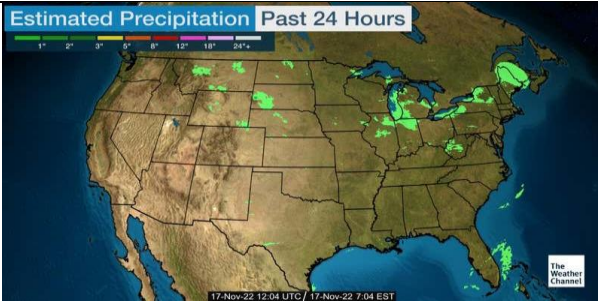 Estimated Precipitation Past 24 Hours
1" 2" 3" 5" 8" 12" 18" 24"+
The
Weather
Channel
17-Nov-22 12:04 UTC / 17-Nov-22 7:04 EST